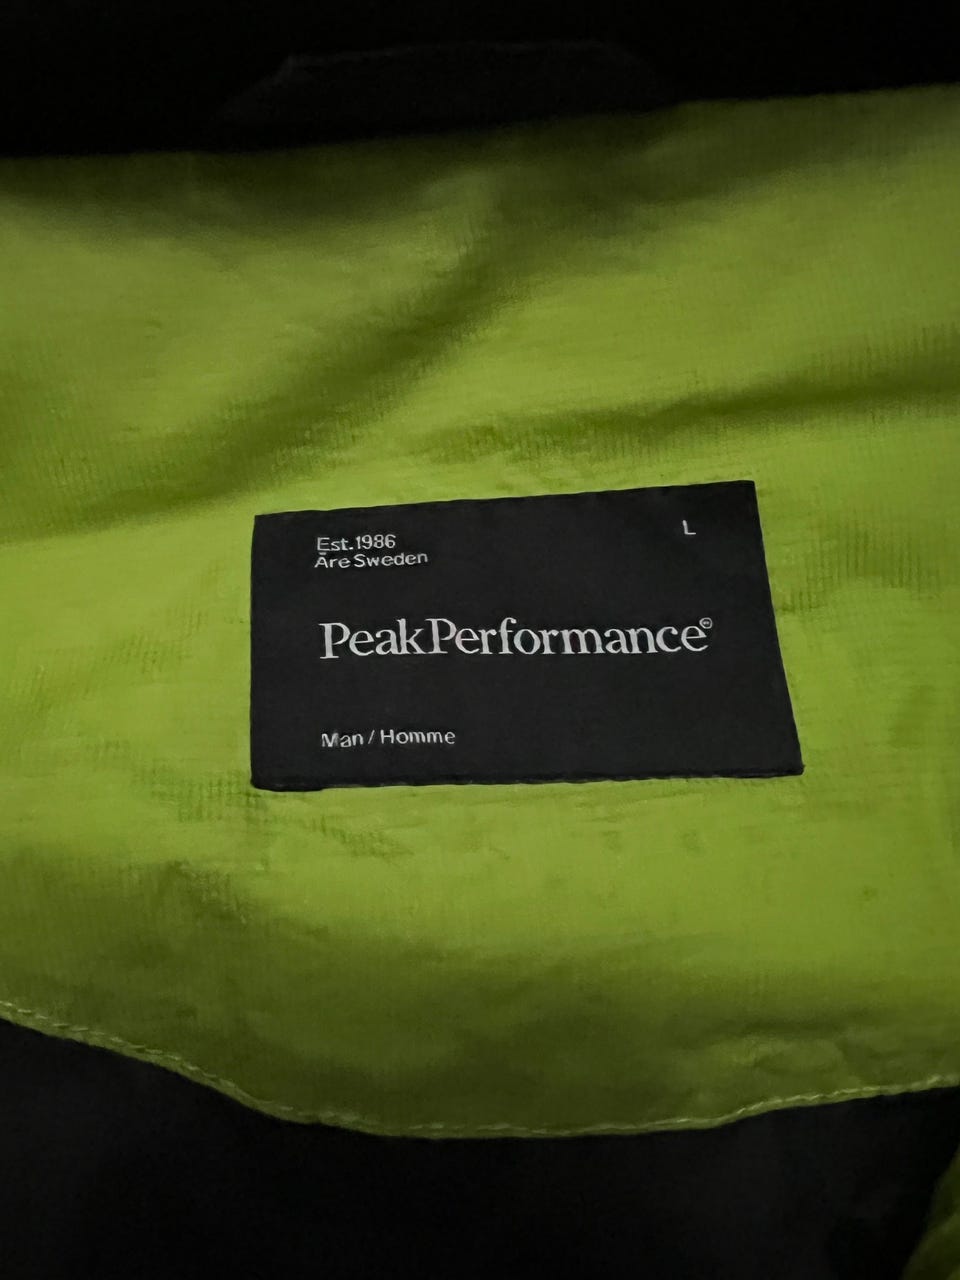 Est.1986
L
Åre Sweden
PeakPerformance®
Man / Homme